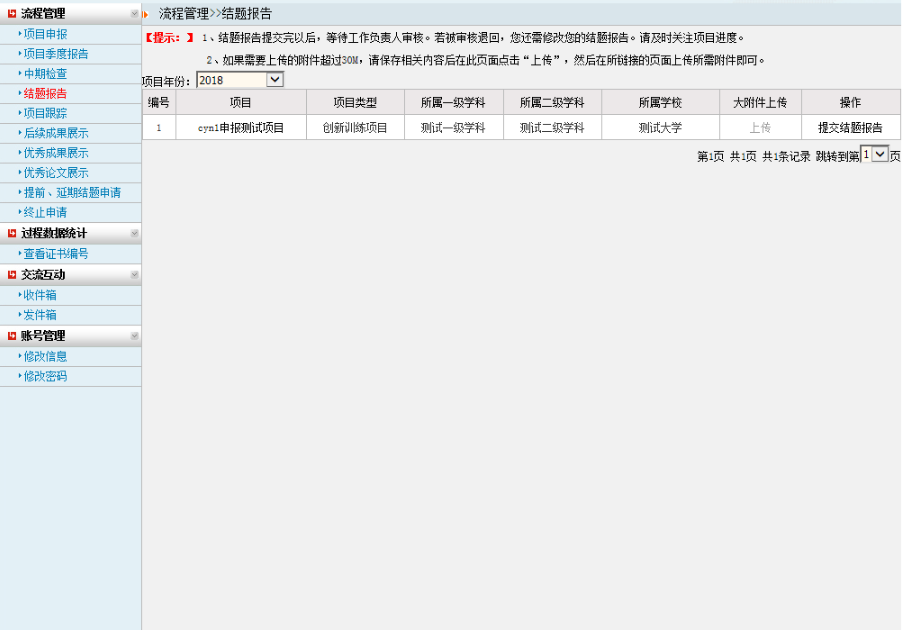 流程管理
项目申报
项目季度报告
中期检查
结题报告
项目跟踪
后续成果展示
优秀成果展示
优秀论文展示
提前、延期结题申请
终止申请
过程数据统计
查看证书编号
交流互动
收件箱
发件箱
账号管理
修改信息
修改密码
流程管理>>结题报告
【提示：】 1、结题报告提交完以后，等待工作负责人审核。若被审核退回，您还需修改您的结题报告。请及时关注项目进度。
2、如果需要上传的附件超过30M，请保存相关内容后在此页面点击“上传”，然后在所链接的页面上传所需附件即可。
项目年份： 2018
编号 项目 项目类型 所属一级学科 所属二级学科 所属学校 大附件上传 操作
1 cyn1申报测试项目 创新训练项目 测试一级学科 测试二级学科 测试大学 上传 提交结题报告
第1页 共1页 共1条记录 跳转到第 1 页